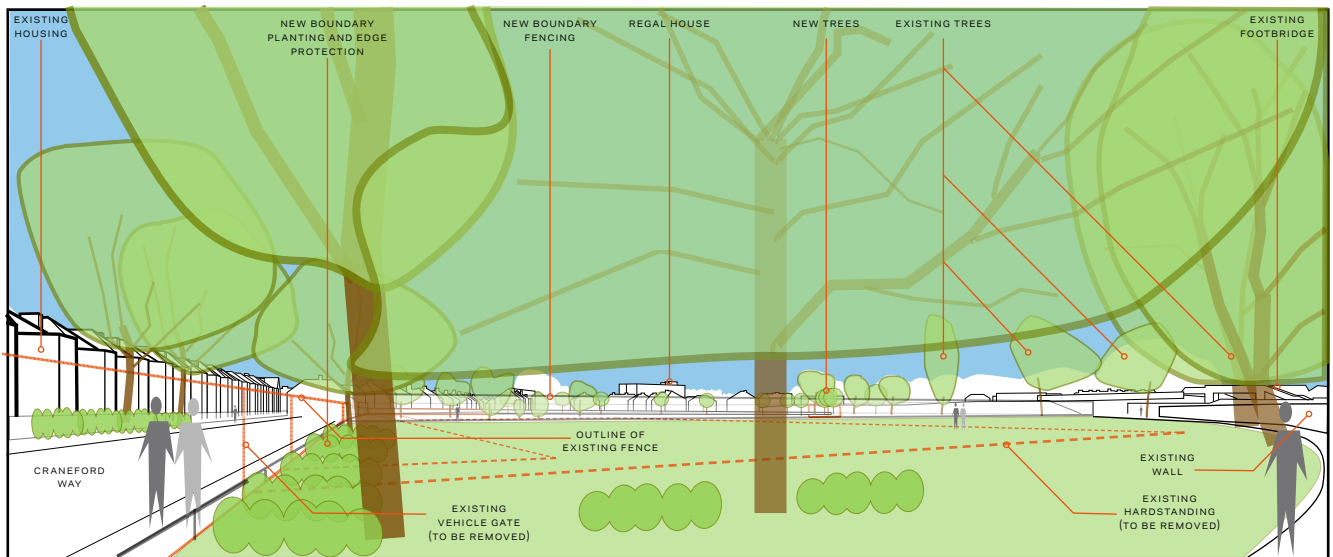 EXISTING
HOUSING
NEW BOUNDARY
PLANTING AND EDGE
PROTECTION
NEW BOUNDARY
FENCING
REGAL HOUSE
NEW TREES
EXISTING TREES
EXISTING
FOOTBRIDGE
OUTLINE OF
EXISTING FENCE
CRANEFORD
WAY
EXISTING
WALL
EXISTING
VEHICLE GATE
(TO BE REMOVED)
EXISTING
HARDSTANDING
(TO BE REMOVED)